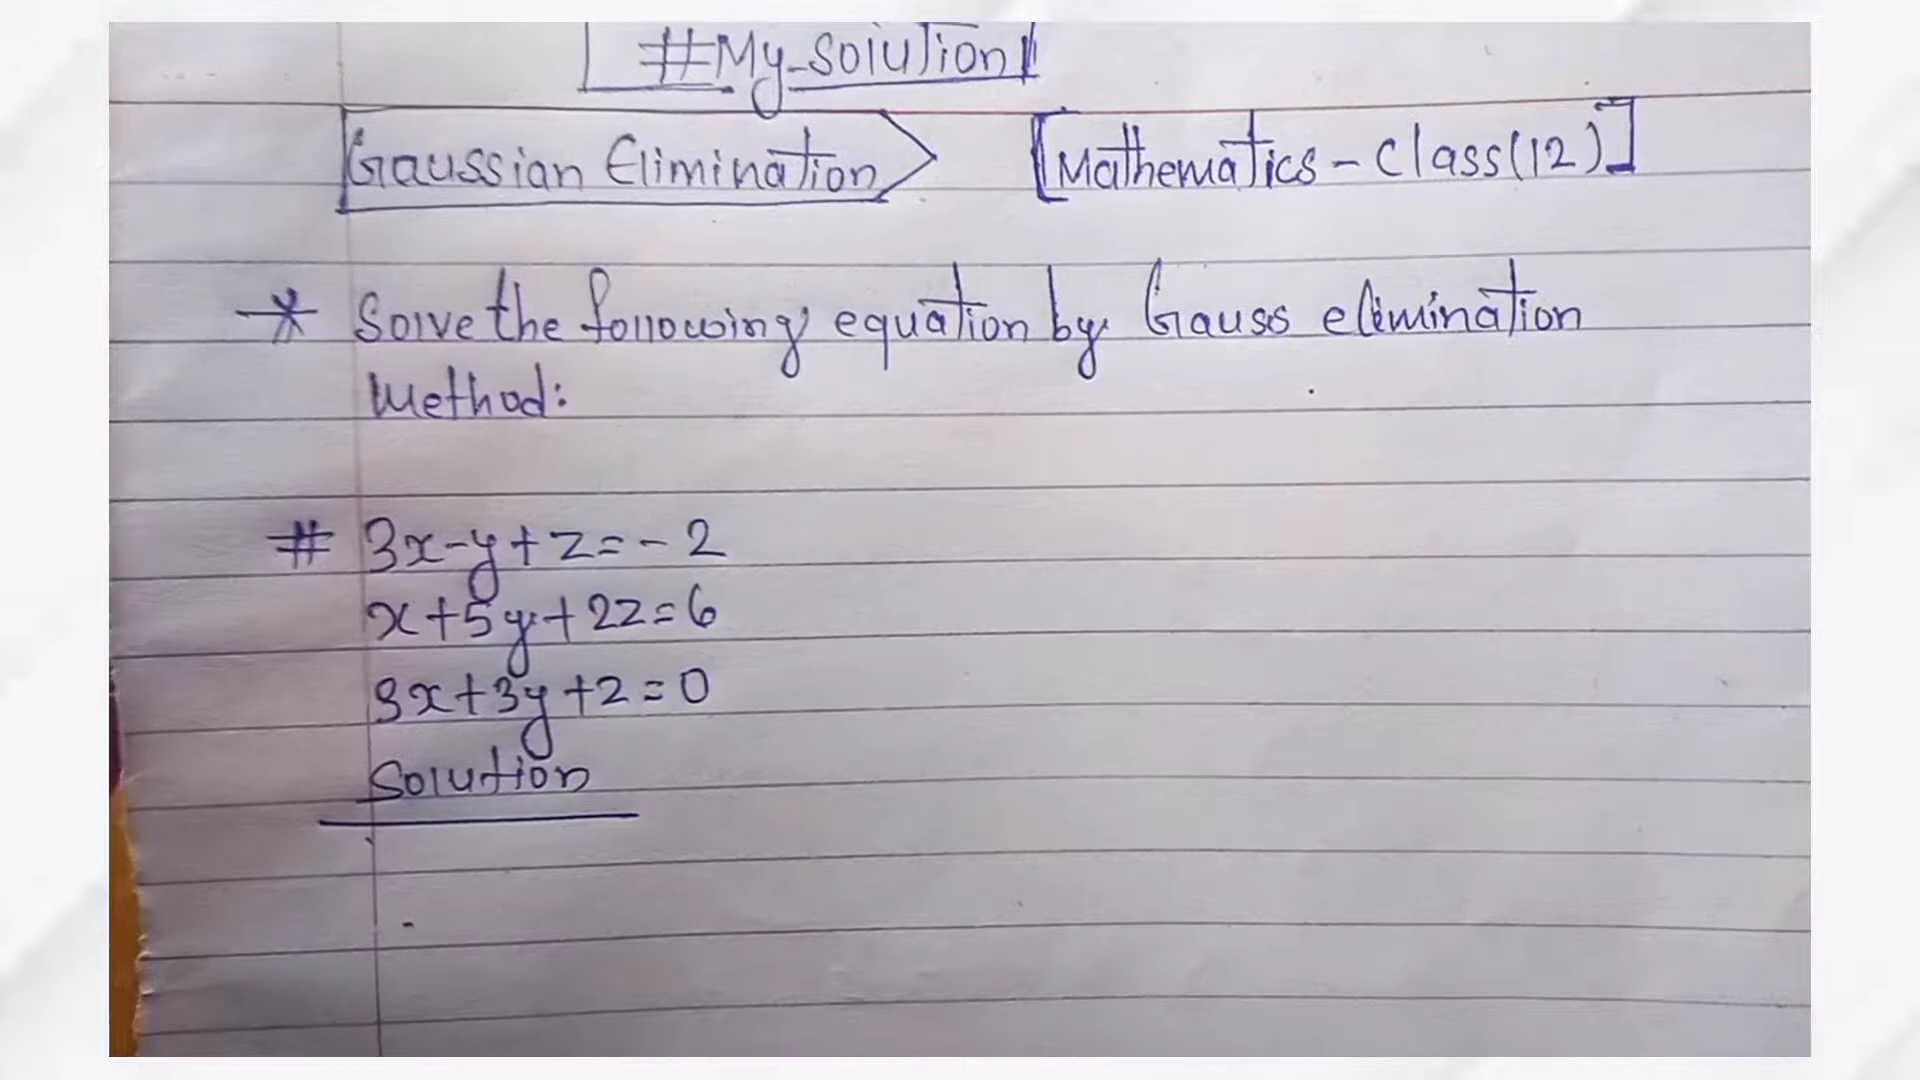 #My-solution
Gaussian Elimination [Mathematics-Class(12)]
* Solve the following equation by Gauss elimination
Method:
# 3x-y+z=-2
x+5y+2z=6
3x+3y+z=0
Solution